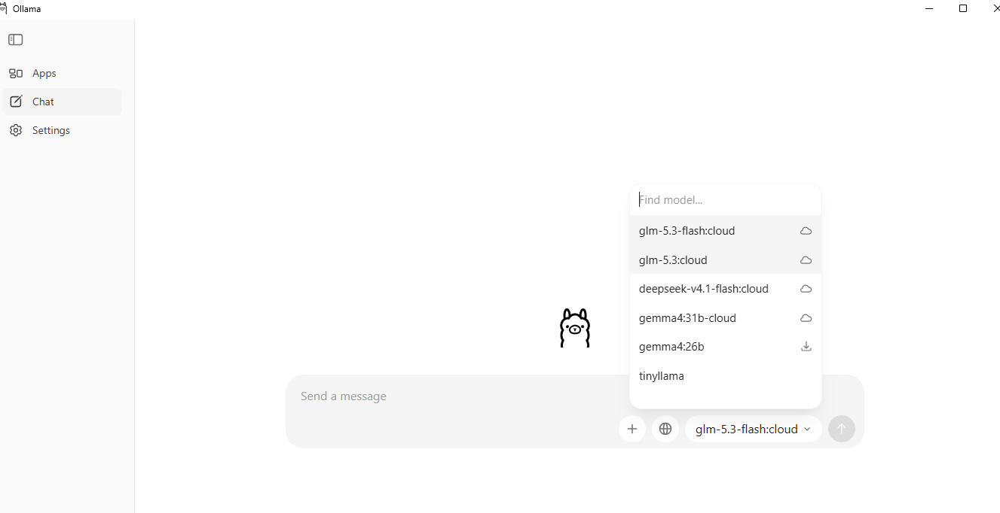 Ollama
Apps
Chat
Settings
Find model...
glm-5.3-flash:cloud
glm-5.3:cloud
deepseek-v4.1-flash:cloud
gemma4:31b-cloud
gemma4:26b
tinyllama
Send a message
glm-5.3-flash:cloud